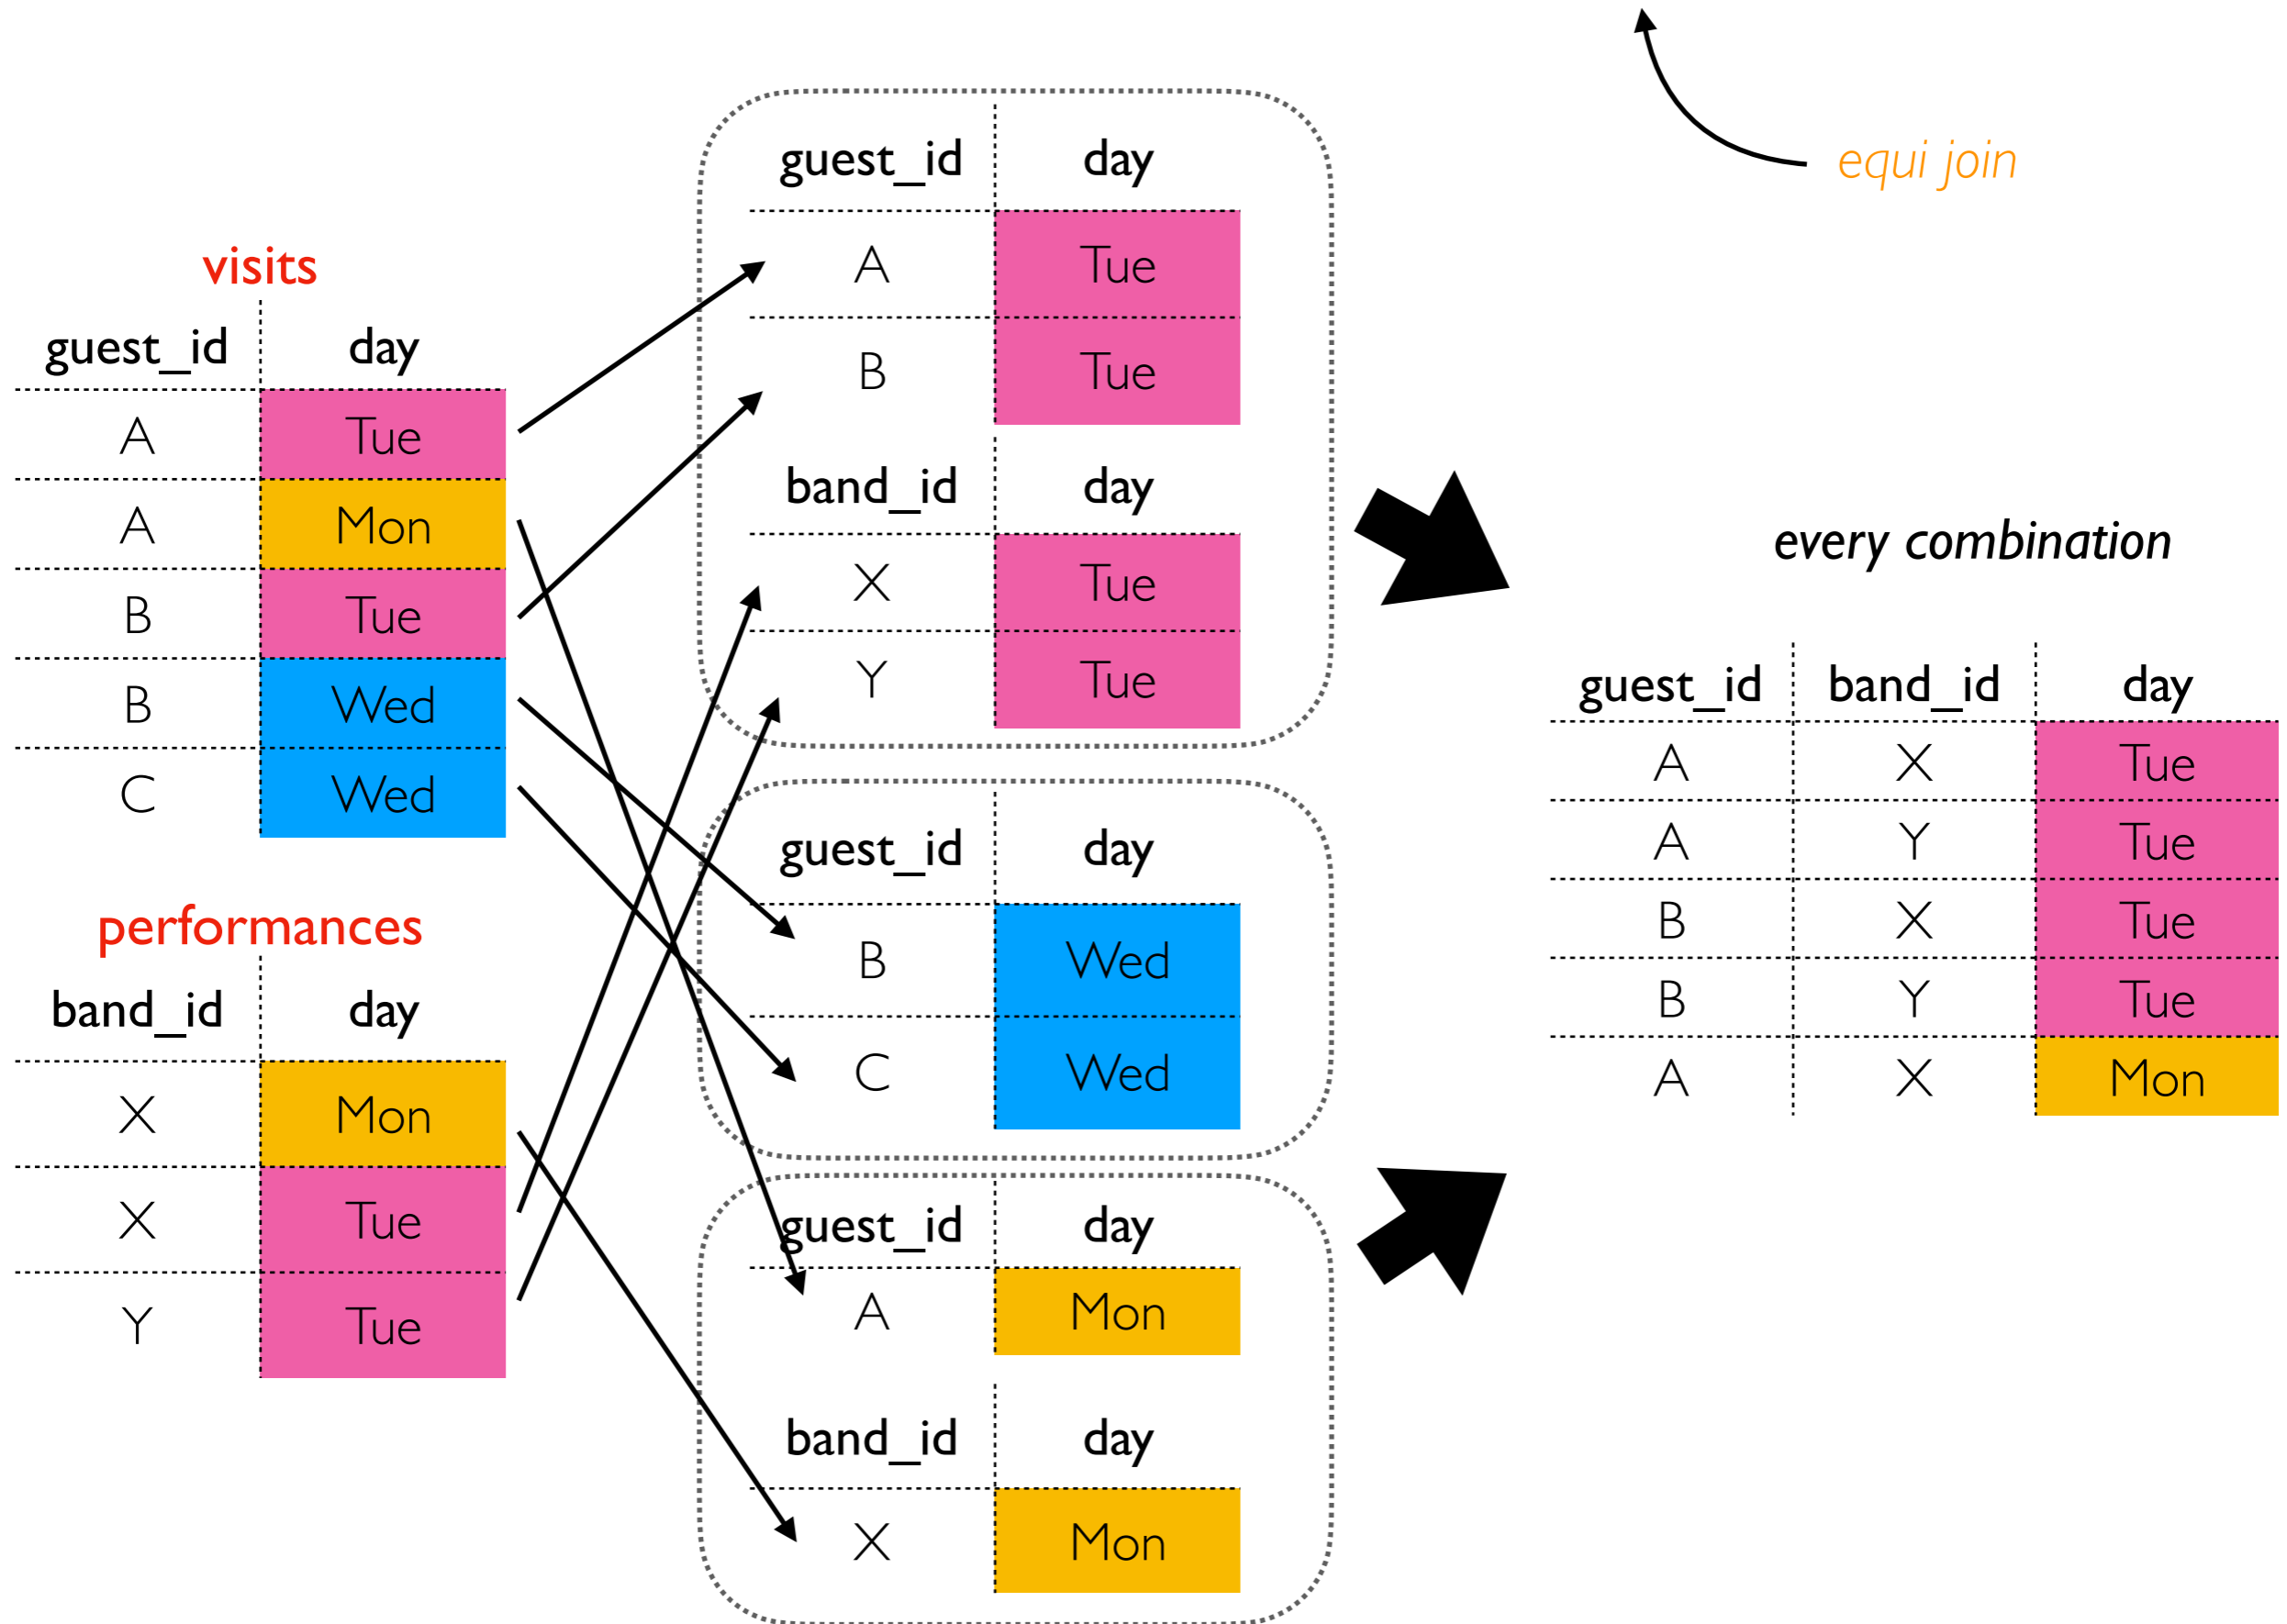 equi join
visits
guest_id day
A Tue
A Mon
B Tue
B Wed
C Wed
performances
band_id day
X Mon
X Tue
Y Tue
guest_id day
A Tue
B Tue
band_id day
X Tue
Y Tue
guest_id day
B Wed
C Wed
guest_id day
A Mon
band_id day
X Mon
every combination
guest_id band_id day
A X Tue
A Y Tue
B X Tue
B Y Tue
A X Mon